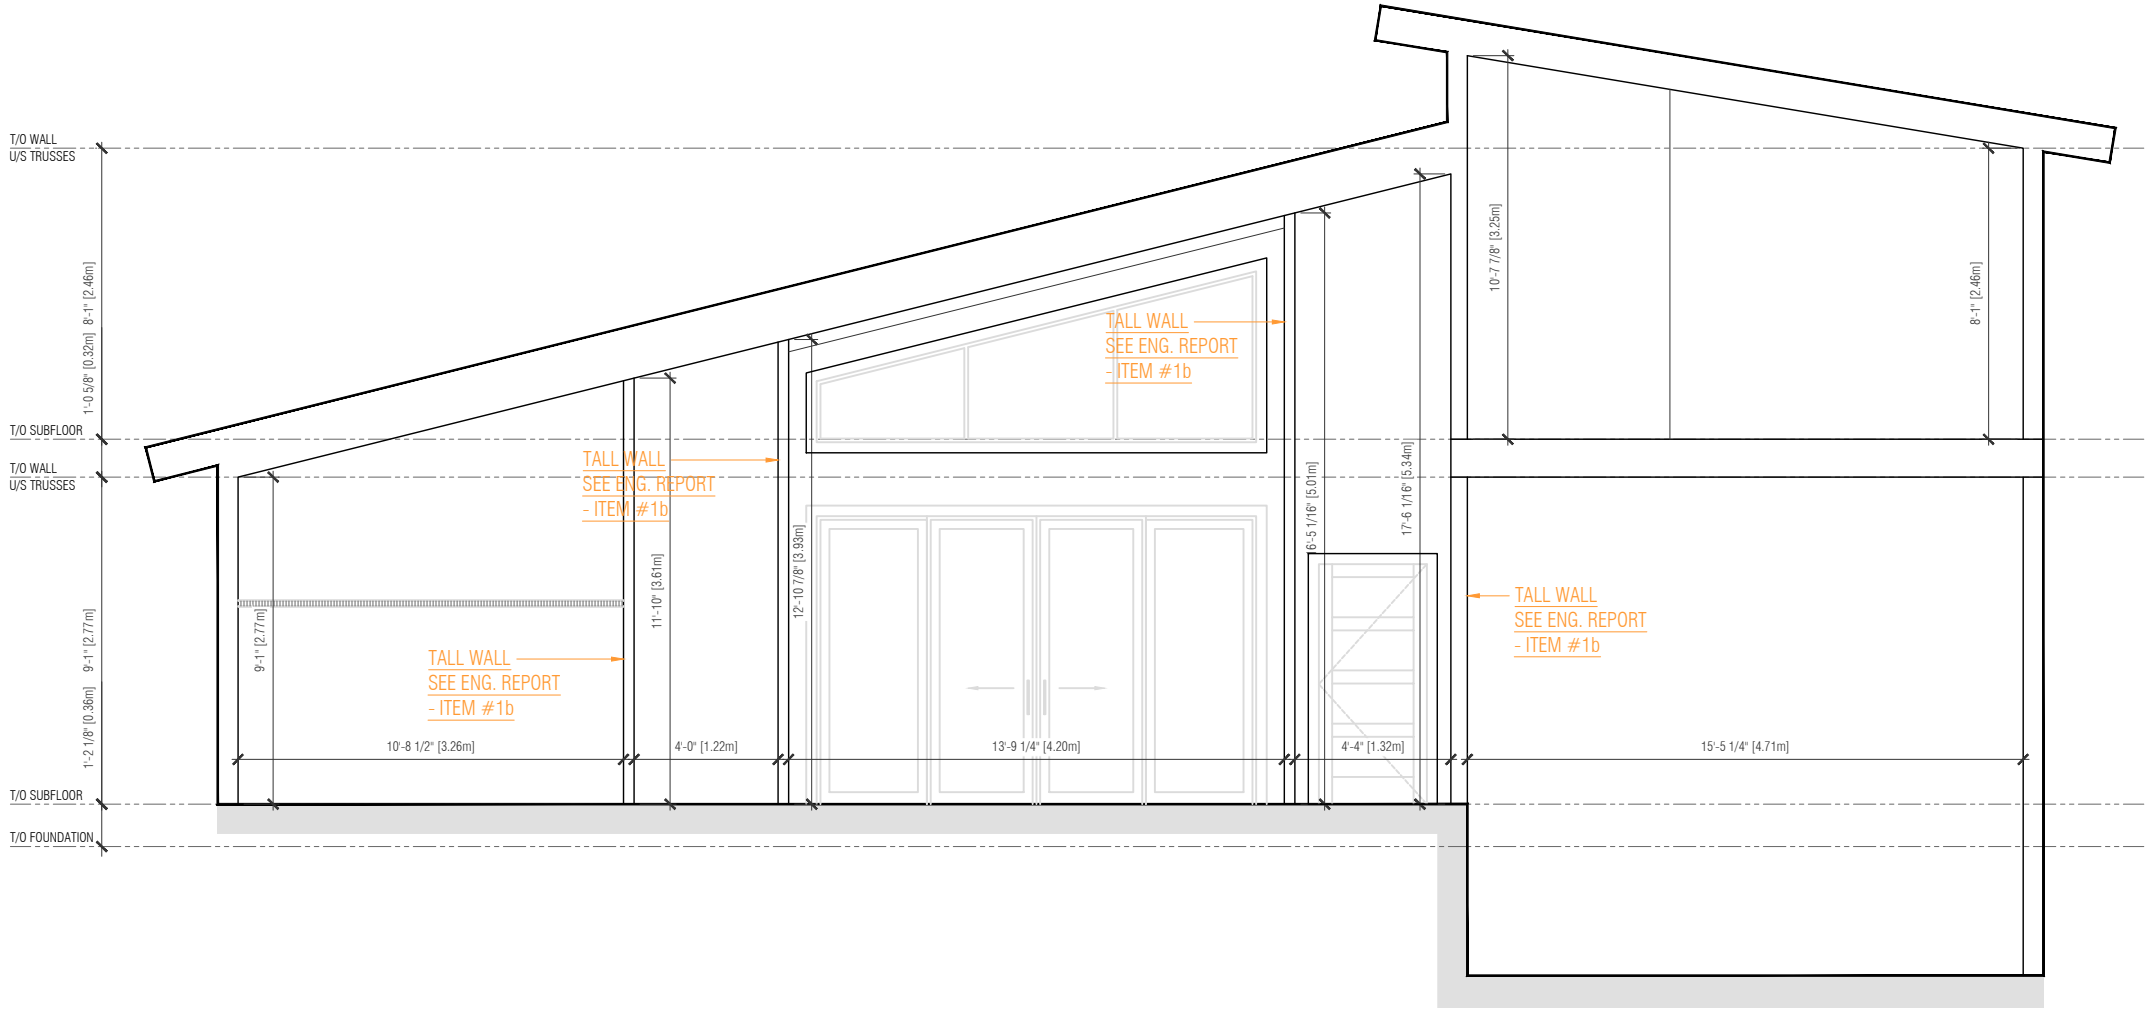 T/O WALL
U/S TRUSSES
8'-1" [2.46m]
1'-0 5/8" [0.32m]
T/O SUBFLOOR
T/O WALL
U/S TRUSSES
9'-1" [2.77m]
1'-2 1/8" [0.36m]
T/O SUBFLOOR
T/O FOUNDATION
9'-1" [2.77m]
TALL WALL
SEE ENG. REPORT
- ITEM #1b
TALL WALL
SEE ENG. REPORT
- ITEM #1b
11'-10" [3.61m]
12'-10 7/8" [3.93m]
TALL WALL
SEE ENG. REPORT
- ITEM #1b
6'-5 1/16" [5.01m]
17'-6 1/16" [5.34m]
10'-7 7/8" [3.25m]
8'-1" [2.46m]
TALL WALL
SEE ENG. REPORT
- ITEM #1b
10'-8 1/2" [3.26m]
4'-0" [1.22m]
13'-9 1/4" [4.20m]
4'-4" [1.32m]
15'-5 1/4" [4.71m]